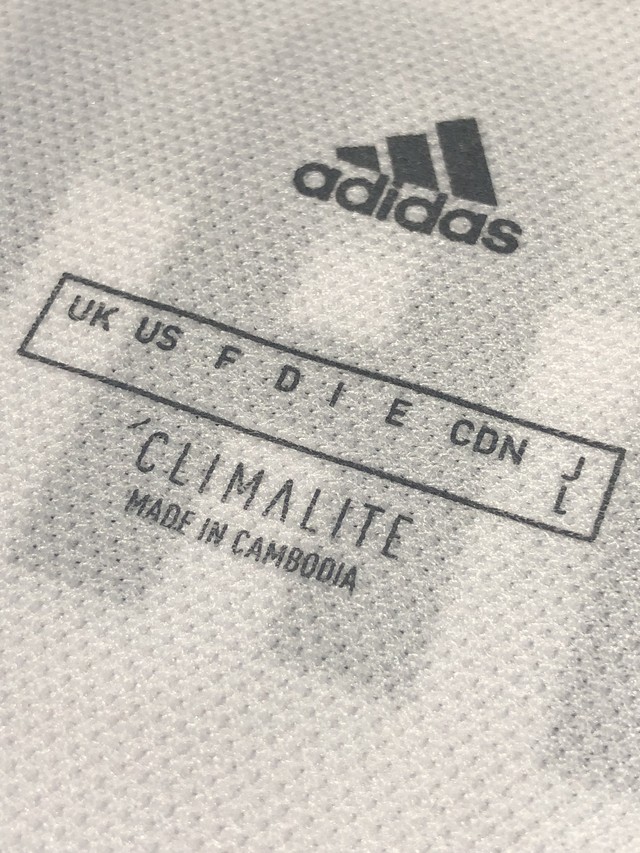 adidas
UK US F D I E CDN J
L
CLIMALITE
MADE IN CAMBODIA